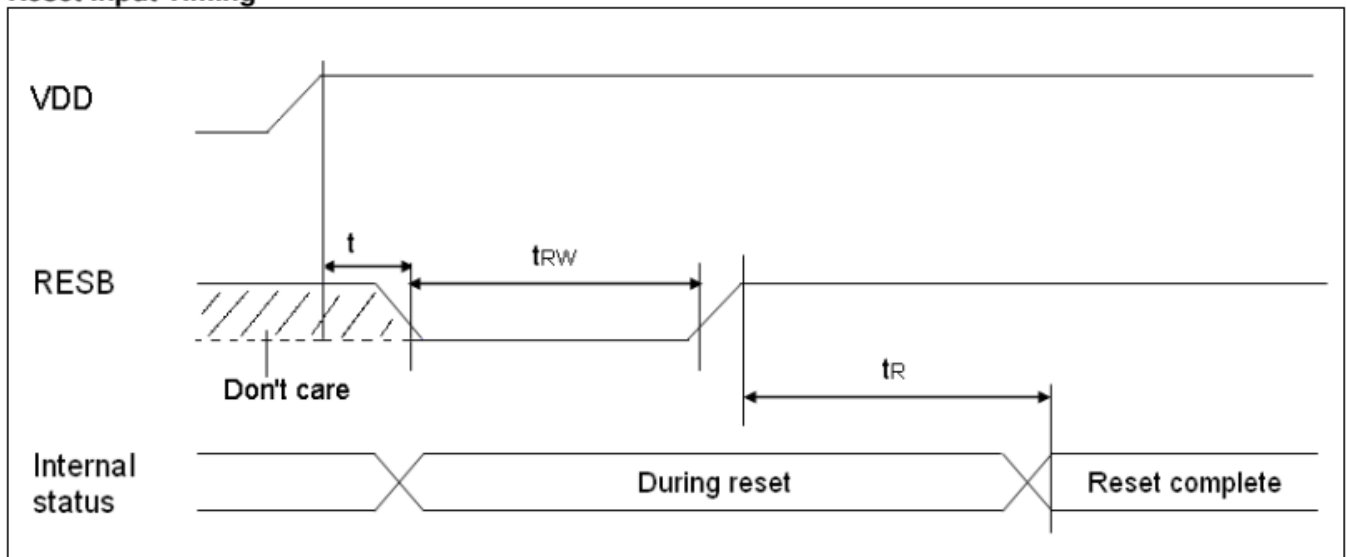 Reset Input Timing
VDD
t
tRW
RESB
Don't care
tR
Internal
status
During reset
Reset complete